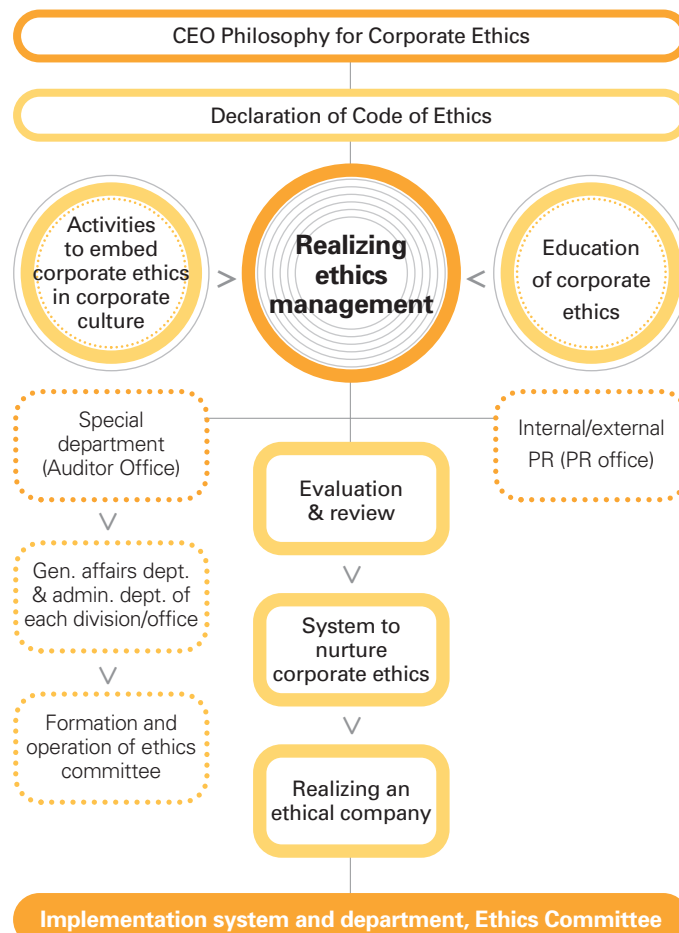 CEO Philosophy for Corporate Ethics
Declaration of Code of Ethics
Activities
to embed
corporate ethics
in corporate
culture
Realizing
ethics
management
Education
of corporate
ethics
Special
department
(Auditor Office)
Internal/external
PR (PR office)
Evaluation
& review
Gen. affairs dept.
& admin. dept. of
each division/office
System to
nurture
corporate ethics
Formation and
operation of ethics
committee
Realizing an
ethical company
Implementation system and department, Ethics Committee